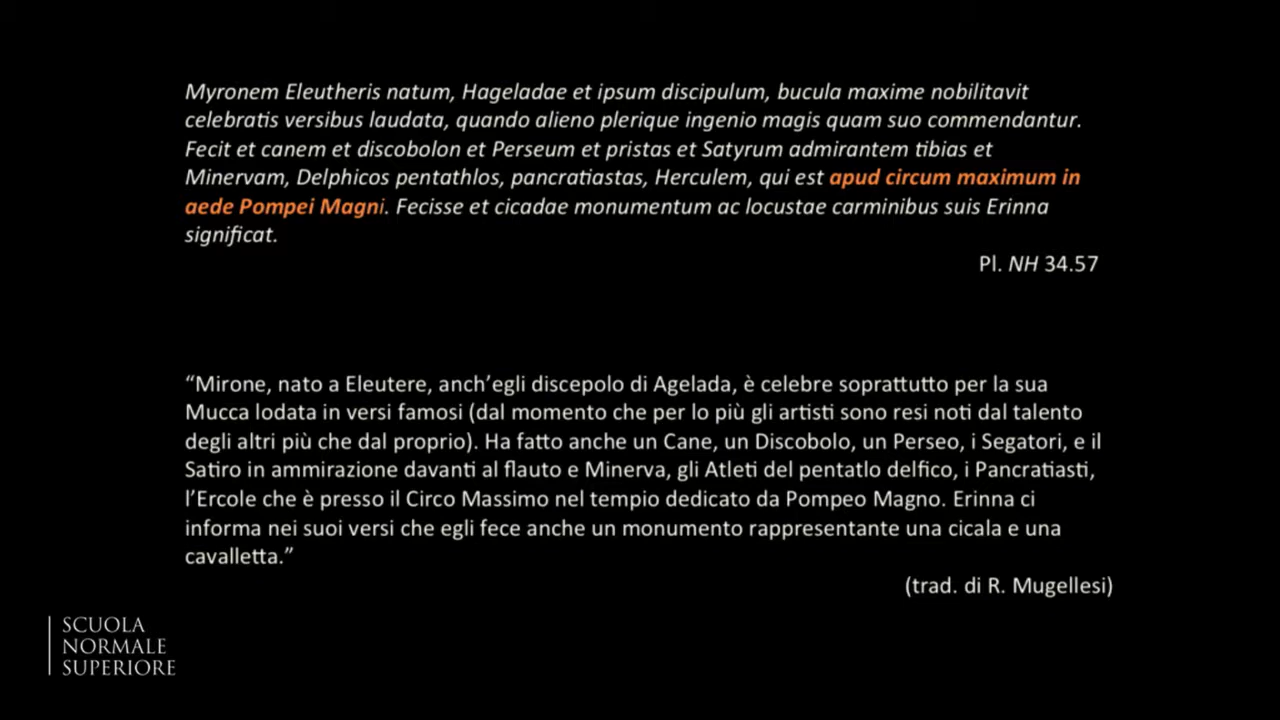 Myronem Eleutheris natum, Hageladae et ipsum discipulum, bucula maxime nobilitavit
celebratis versibus laudata, quando alieno plerique ingenio magis quam suo commendantur.
Fecit et canem et discobolon et Perseum et pristas et Satyrum admirantem tibias et
Minervam, Delphicos pentathlos, pancratiastas, Herculem, qui est apud circum maximum in
aede Pompei Magni. Fecisse et cicadae monumentum ac locustae carminibus suis Erinna
significat.
Pl. NH 34.57
“Mirone, nato a Eleutere, anch’egli discepolo di Agelada, è celebre soprattutto per la sua
Mucca lodata in versi famosi (dal momento che per lo più gli artisti sono resi noti dal talento
degli altri più che dal proprio). Ha fatto anche un Cane, un Discobolo, un Perseo, i Segatori, e il
Satiro in ammirazione davanti al flauto e Minerva, gli Atleti del pentatlo delfico, i Pancratiasti,
l’Ercole che è presso il Circo Massimo nel tempio dedicato da Pompeo Magno. Erinna ci
informa nei suoi versi che egli fece anche un monumento rappresentante una cicala e una
cavalletta.”
(trad. di R. Mugellesi)
SCUOLA
NORMALE
SUPERIORE